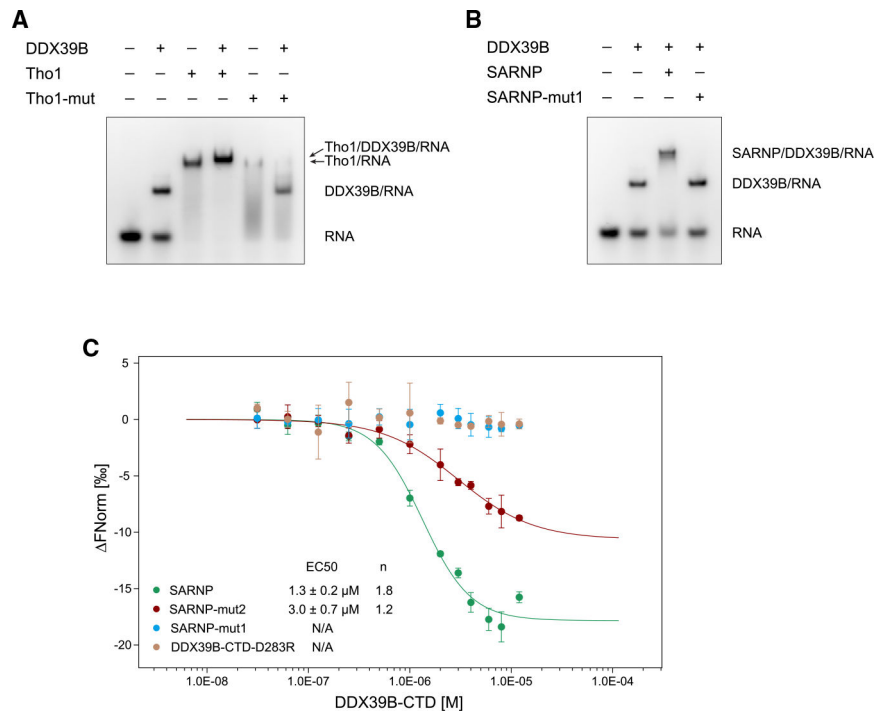 A
DDX39B – + – + – +
Tho1 – – + + – –
Tho1-mut – – – – + +
Tho1/DDX39B/RNA
Tho1/RNA
DDX39B/RNA
RNA
B
DDX39B – + + +
SARNP – – + –
SARNP-mut1 – – – +
SARNP/DDX39B/RNA
DDX39B/RNA
RNA
C
ΔFNorm [‰]
5
0
-5
-10
-15
-20
EC50 n
SARNP 1.3 ± 0.2 µM 1.8
SARNP-mut2 3.0 ± 0.7 µM 1.2
SARNP-mut1 N/A
DDX39B-CTD-D283R N/A
1.0E-08 1.0E-07 1.0E-06 1.0E-05 1.0E-04
DDX39B-CTD [M]